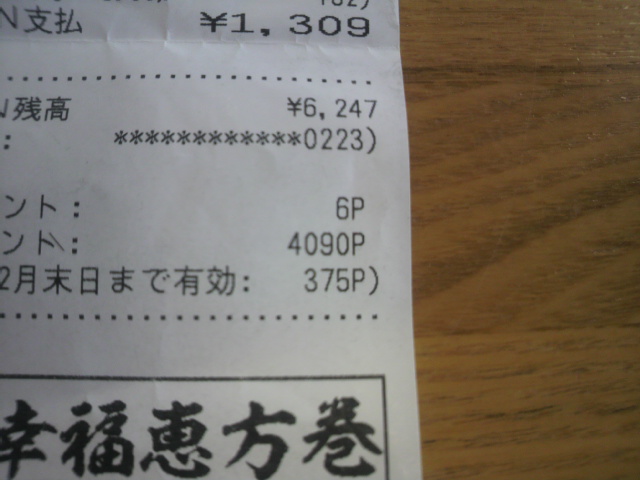 N支払 ¥1,309
N残高 ¥6,247
: ************0223)
ント: 6P
ント: 4090P
2月末日まで有効: 375P)
幸福恵方巻